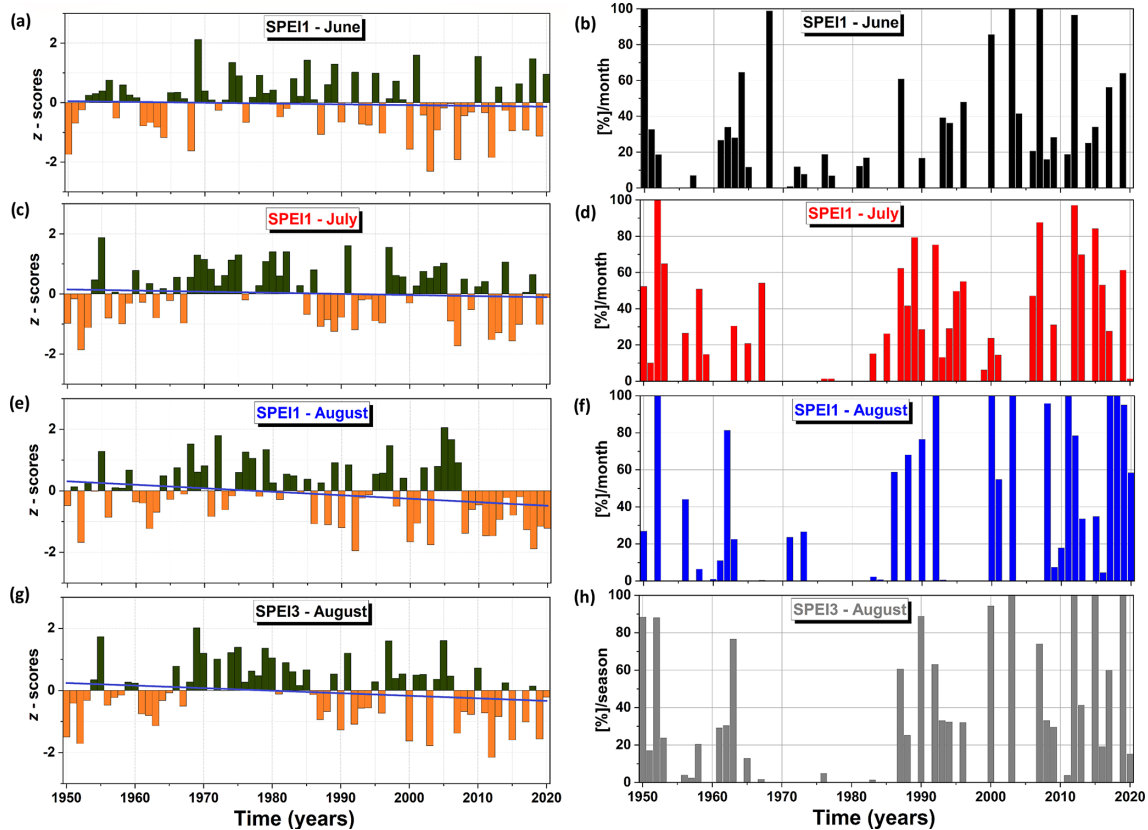 (a)
SPEI1 - June
2
0
-2
z - scores
(b)
SPEI1 - June
100
80
60
40
20
0
[%]/month
(c)
SPEI1 - July
2
0
-2
z - scores
(d)
SPEI1 - July
100
80
60
40
20
0
[%]/month
(e)
SPEI1 - August
2
0
-2
z - scores
(f)
SPEI1 - August
100
80
60
40
20
0
[%]/month
(g)
SPEI3 - August
2
0
-2
z - scores
1950 1960 1970 1980 1990 2000 2010 2020
Time (years)
(h)
SPEI3 - August
100
80
60
40
20
0
[%]/season
1950 1960 1970 1980 1990 2000 2010 2020
Time (years)